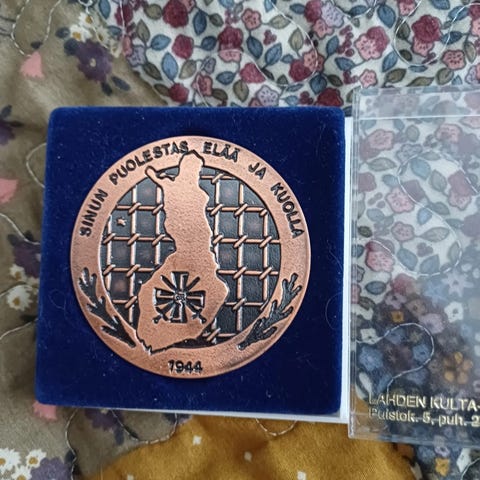 SINUN PUOLESTAS ELÄÄ JA KUOLLA
1944
LAHDEN KULTA-
Puistok. 5, puh. 2